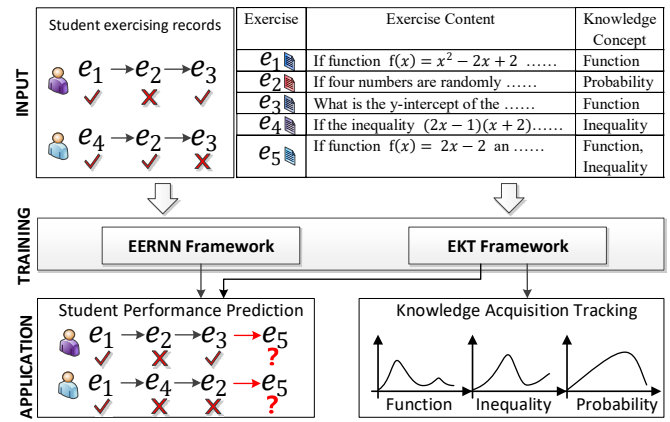 INPUT
Student exercising records
e1 → e2 → e3
e4 → e2 → e3
Exercise Exercise Content Knowledge Concept
e1 If function f(x) = x² − 2x + 2 …… Function
e2 If four numbers are randomly …… Probability
e3 What is the y-intercept of the …… Function
e4 If the inequality (2x − 1)(x + 2)…… Inequality
e5 If function f(x) = 2x − 2 an …… Function, Inequality
TRAINING
EERNN Framework
EKT Framework
APPLICATION
Student Performance Prediction
e1 → e2 → e3 → e5
?
e1 → e4 → e2 → e5
?
Knowledge Acquisition Tracking
Function Inequality Probability